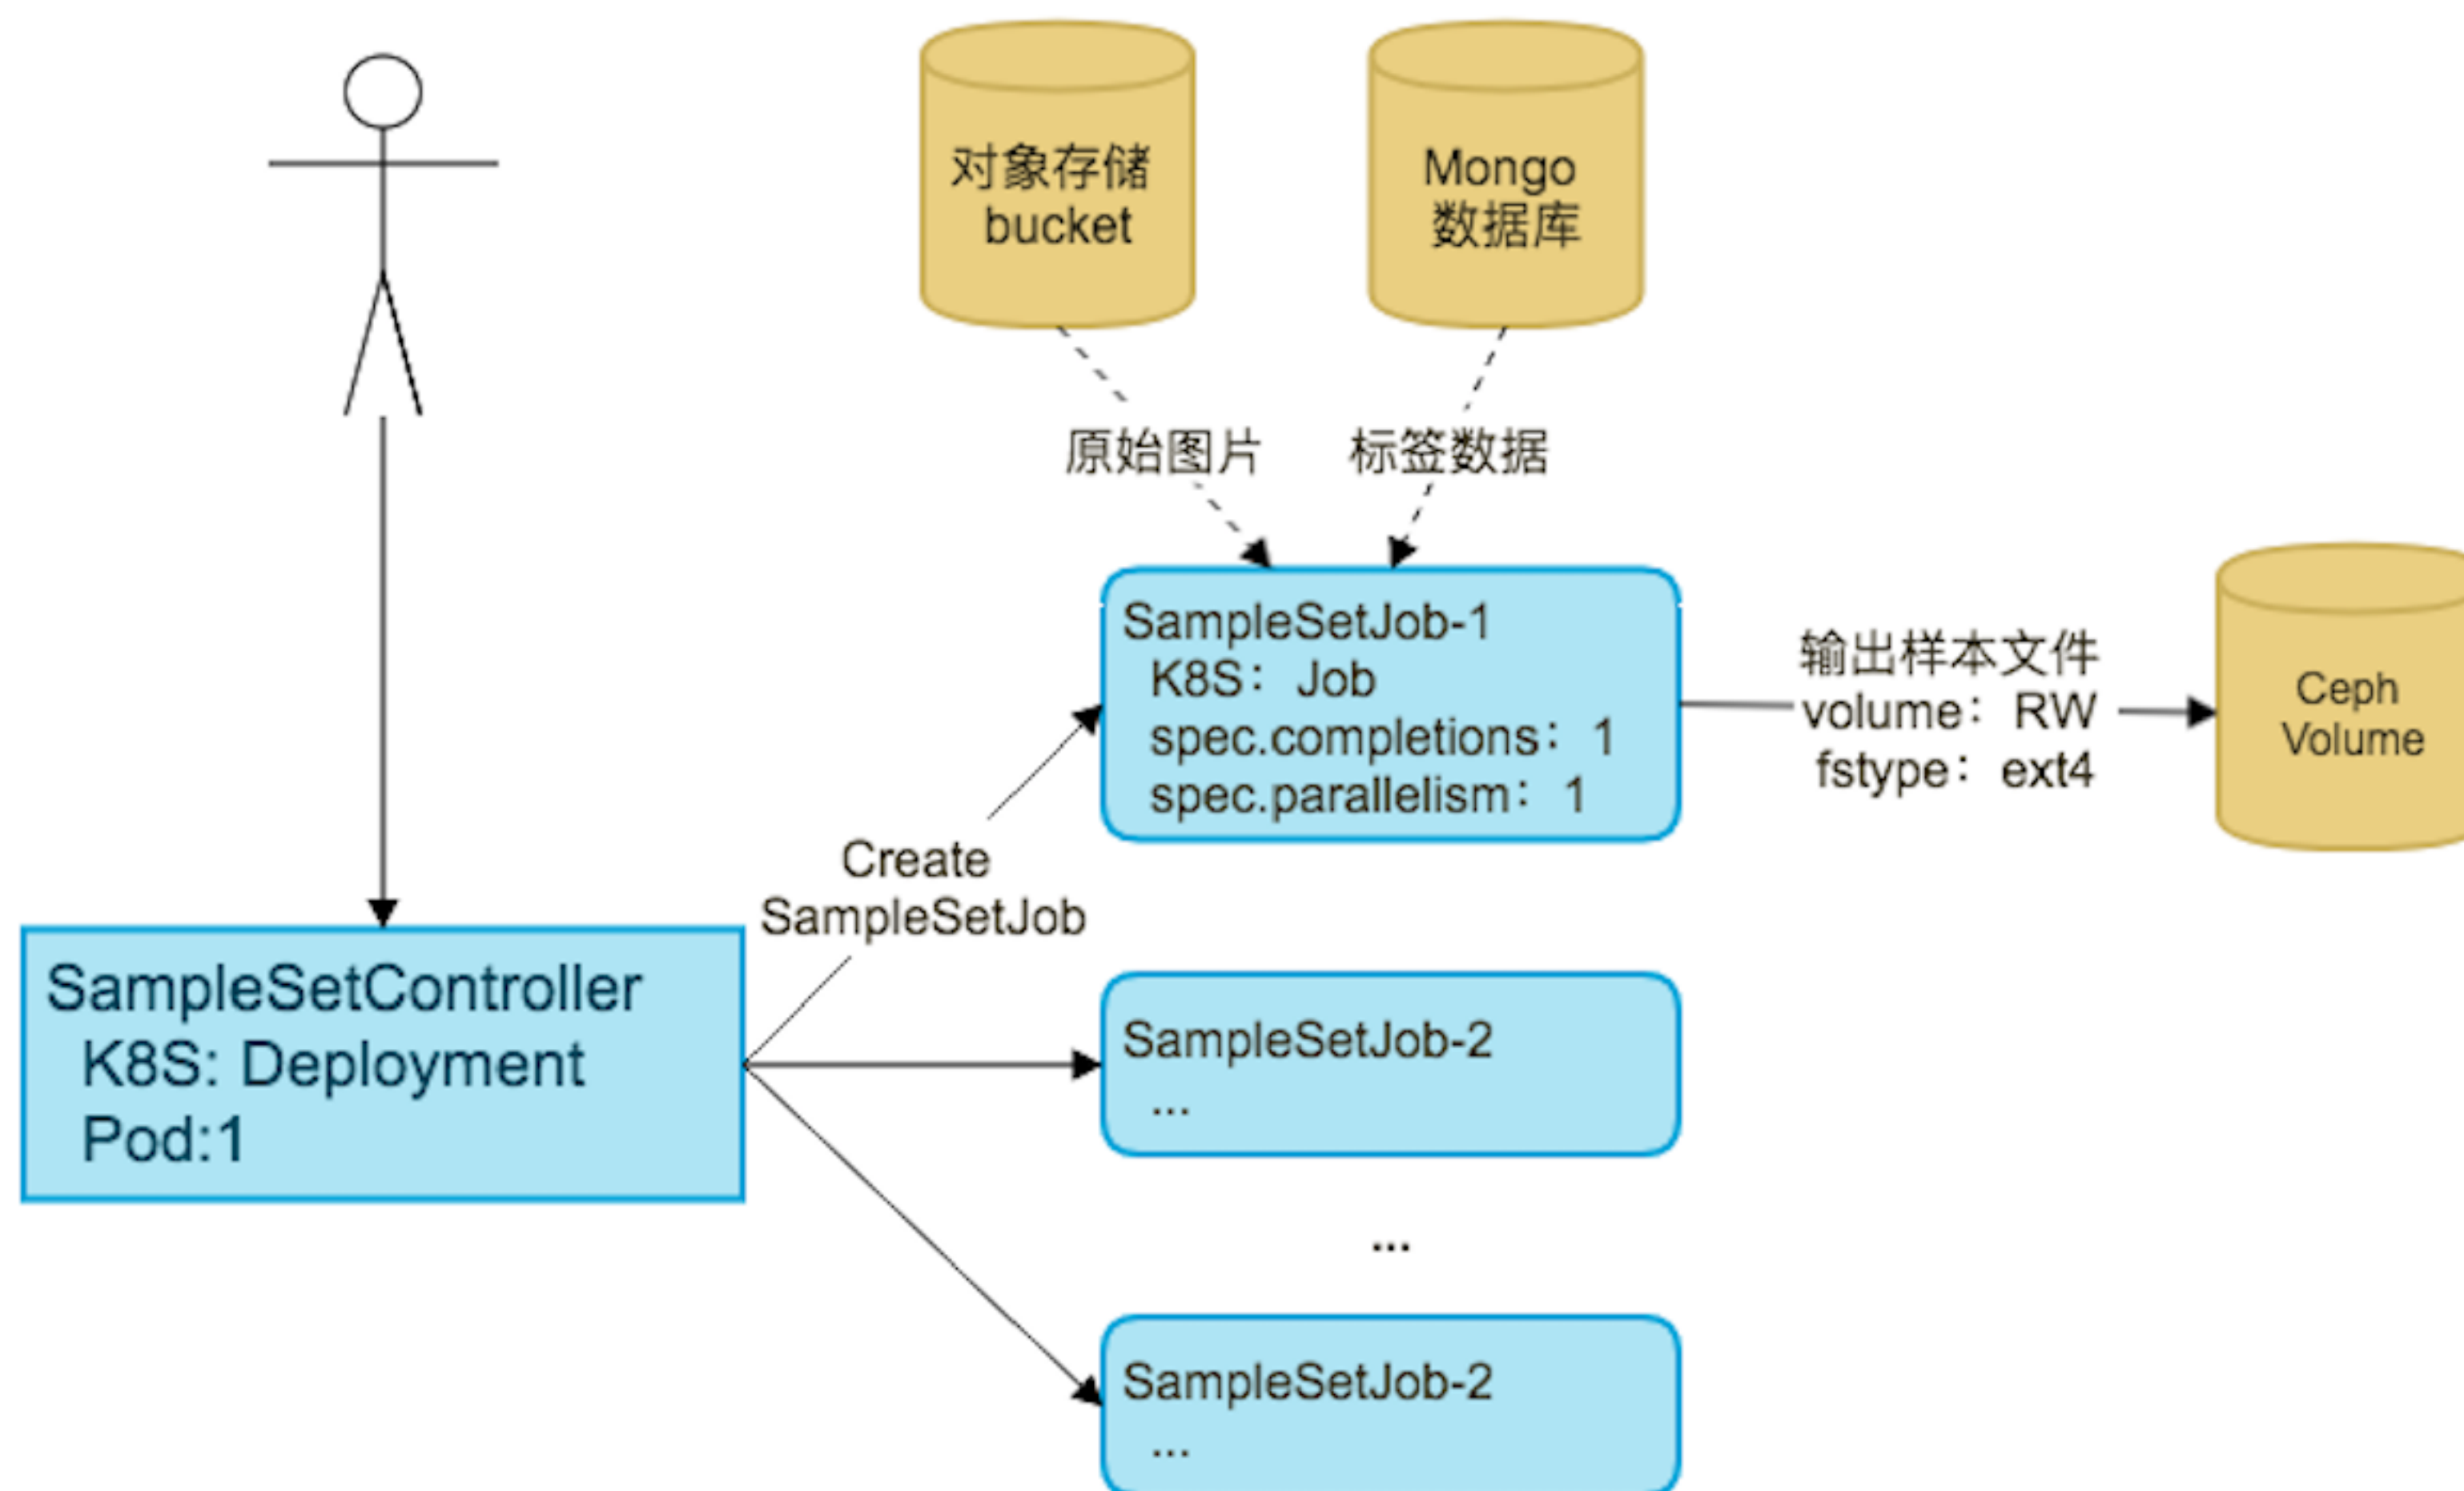 对象存储
bucket
Mongo
数据库
原始图片
标签数据
SampleSetJob-1
K8S：Job
spec.completions：1
spec.parallelism：1
输出样本文件
volume：RW
fstype：ext4
Ceph
Volume
Create
SampleSetJob
SampleSetController
K8S: Deployment
Pod:1
SampleSetJob-2
...
...
SampleSetJob-2
...